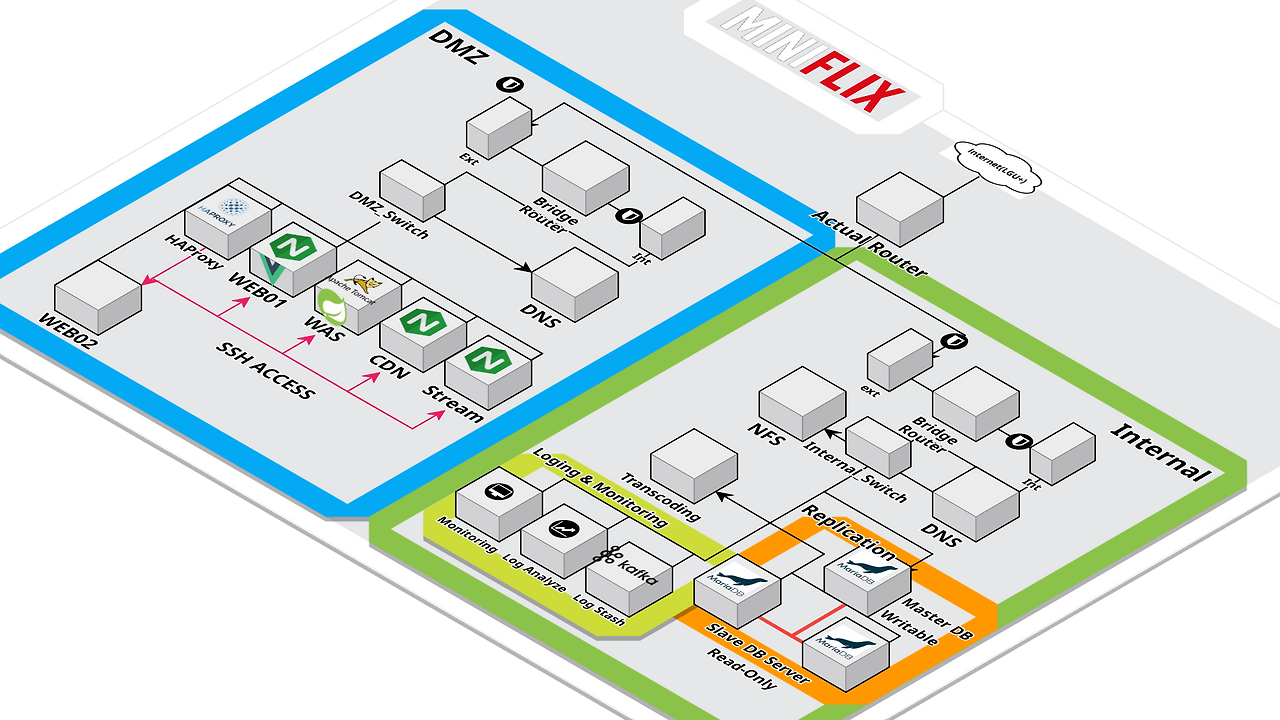 MINIFLIX
DMZ
Internet(LGU+)
Actual Router
Ext
Bridge
Router
Int
DMZ_Switch
DNS
HAPROXY
HAProxy
WEB01
Apache Tomcat
WAS
CDN
Stream
WEB02
SSH ACCESS
Internal
ext
Bridge
Router
Int
NFS
Internal_Switch
DNS
Transcoding
Loging & Monitoring
Monitoring
Log Analyze
kafka
Log Stash
Replication
MariaDB
Master DB
Writable
MariaDB
MariaDB
Slave DB Server
Read-Only